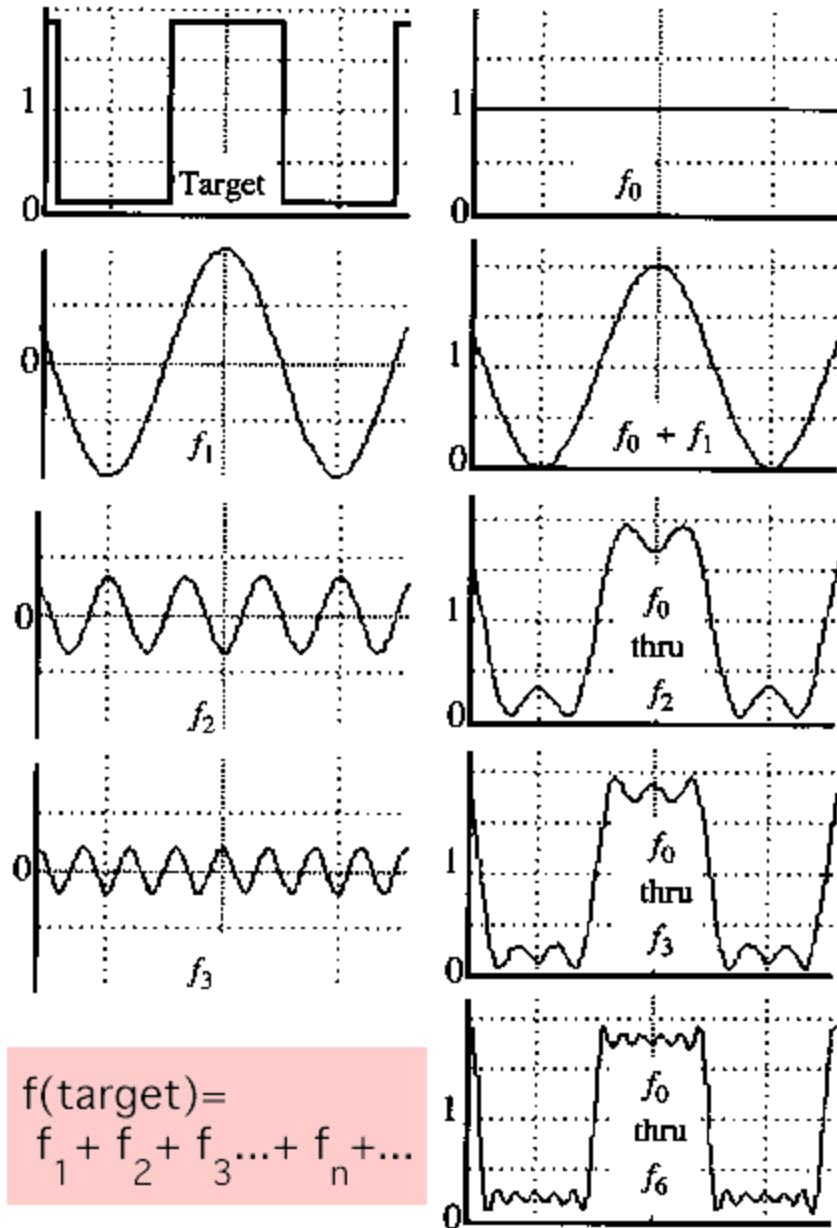 1
0
Target
1
0
f0
0
f1
1
0
f0 + f1
0
f2
1
0
f0
thru
f2
0
f3
1
0
f0
thru
f3
1
0
f0
thru
f6
f(target)=
f1+ f2+ f3...+ fn+...